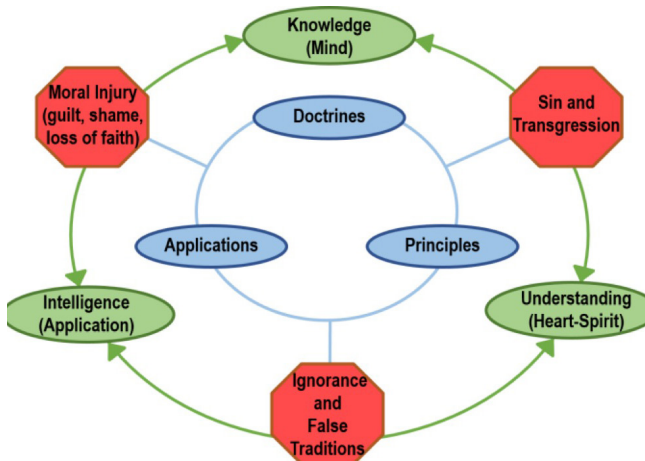 Knowledge
(Mind)
Moral Injury
(guilt, shame,
loss of faith)
Sin and
Transgression
Doctrines
Applications
Principles
Intelligence
(Application)
Understanding
(Heart-Spirit)
Ignorance
and
False
Traditions